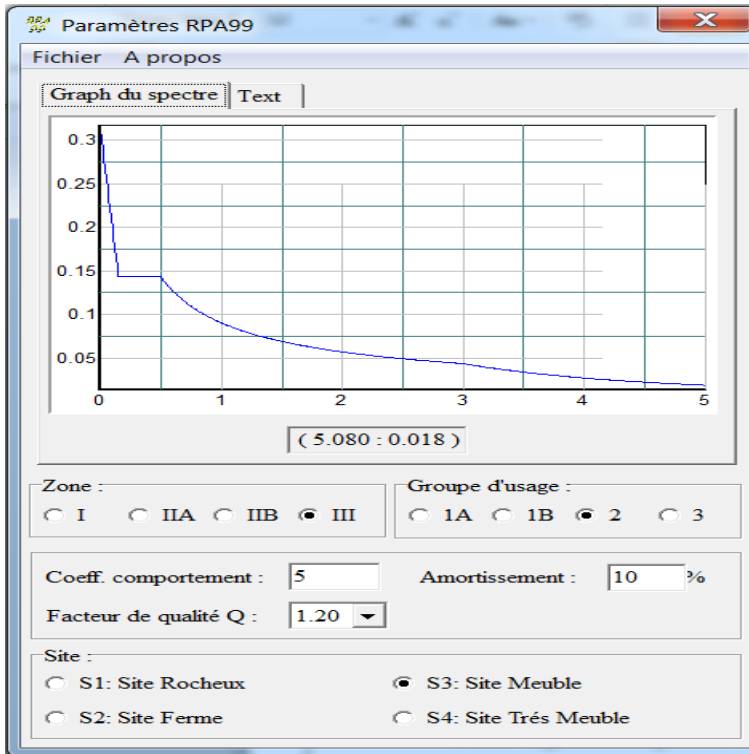 RPA
99
Paramètres RPA99
Fichier A propos
Graph du spectre Text
0.3
0.25
0.2
0.15
0.1
0.05
0 1 2 3 4 5
( 5.080 : 0.018 )
Zone : Groupe d'usage :
I IIA IIB III 1A 1B 2 3
Coeff. comportement : 5 Amortissement : 10 %
Facteur de qualité Q : 1.20
Site :
S1: Site Rocheux S3: Site Meuble
S2: Site Ferme S4: Site Trés Meuble